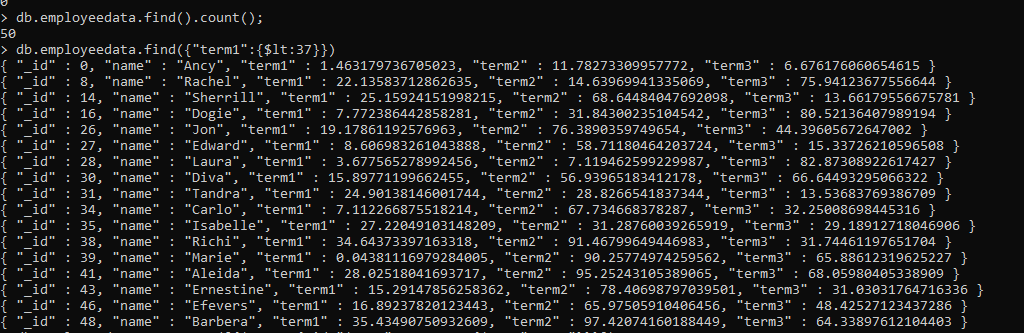 0
> db.employeedata.find().count();
50
> db.employeedata.find({"term1":{$lt:37}})
{ "_id" : 0, "name" : "Ancy", "term1" : 1.463179736705023, "term2" : 11.78273309957772, "term3" : 6.676176060654615 }
{ "_id" : 8, "name" : "Rachel", "term1" : 22.13583712862635, "term2" : 14.63969941335069, "term3" : 75.94123677556644 }
{ "_id" : 14, "name" : "Sherrill", "term1" : 25.15924151998215, "term2" : 68.64484047692098, "term3" : 13.66179556675781 }
{ "_id" : 16, "name" : "Dogie", "term1" : 7.772386442858281, "term2" : 31.84300235104542, "term3" : 80.52136407989194 }
{ "_id" : 26, "name" : "Jon", "term1" : 19.17861192576963, "term2" : 76.3890359749654, "term3" : 44.39605672647002 }
{ "_id" : 27, "name" : "Edward", "term1" : 8.606983261043888, "term2" : 58.71180464203724, "term3" : 15.33726210596508 }
{ "_id" : 28, "name" : "Laura", "term1" : 3.677565278992456, "term2" : 7.119462599229987, "term3" : 82.87308922617427 }
{ "_id" : 30, "name" : "Diva", "term1" : 15.89771199662455, "term2" : 56.93965183412178, "term3" : 66.64493295066322 }
{ "_id" : 31, "name" : "Tandra", "term1" : 24.90138146001744, "term2" : 28.8266541837344, "term3" : 13.53683769386709 }
{ "_id" : 34, "name" : "Carlo", "term1" : 7.112266875518214, "term2" : 67.734668378287, "term3" : 32.25008698445316 }
{ "_id" : 35, "name" : "Isabelle", "term1" : 27.22049103148209, "term2" : 31.28760039265919, "term3" : 29.18912718046906 }
{ "_id" : 38, "name" : "Richi", "term1" : 34.64373397163318, "term2" : 91.46799649446983, "term3" : 31.74461197651704 }
{ "_id" : 39, "name" : "Marie", "term1" : 0.04381116979284005, "term2" : 90.25774974259562, "term3" : 65.88612319625227 }
{ "_id" : 41, "name" : "Aleida", "term1" : 28.02518041693717, "term2" : 95.25243105389065, "term3" : 68.05980405338909 }
{ "_id" : 43, "name" : "Ernestine", "term1" : 15.29147856258362, "term2" : 78.40698797039501, "term3" : 31.03031764716336 }
{ "_id" : 46, "name" : "Efevers", "term1" : 16.89237820123443, "term2" : 65.97505910406456, "term3" : 48.42527123437286 }
{ "_id" : 48, "name" : "Barbera", "term1" : 35.43490750932609, "term2" : 97.42074160188449, "term3" : 64.33897612104403 }